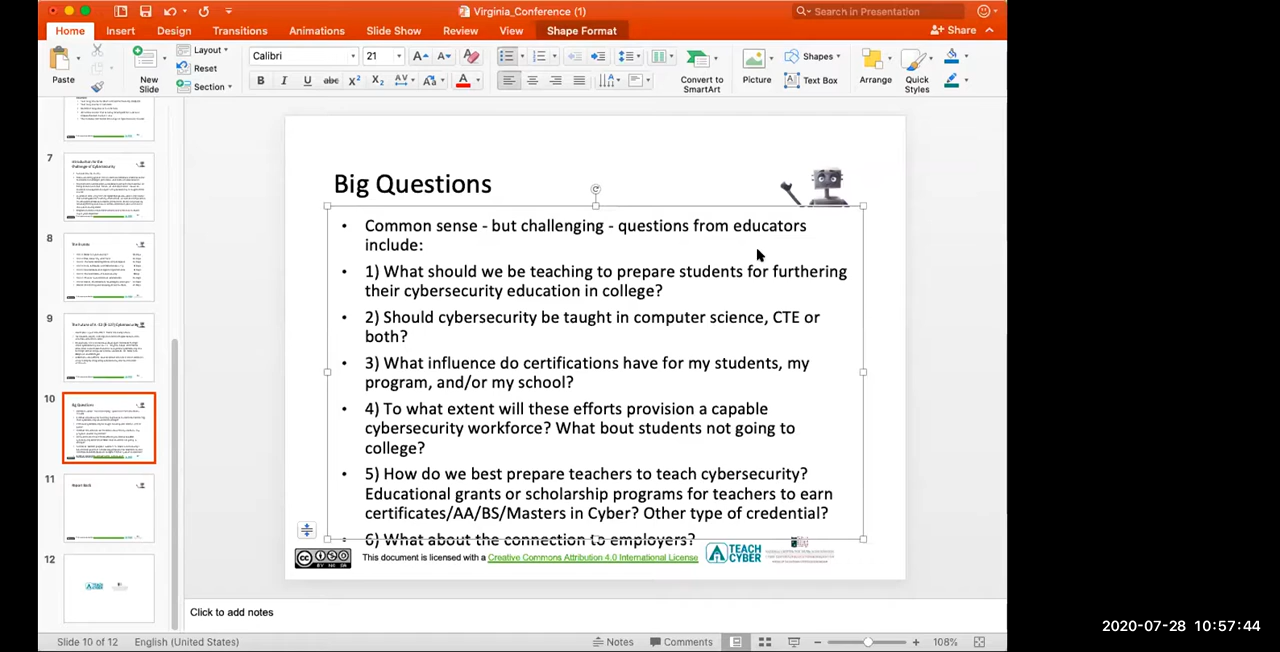 Virginia_Conference (1)
Search in Presentation
Home Insert Design Transitions Animations Slide Show Review View Shape Format
Share
Paste
New Slide
Layout
Reset
Section
Calibri 21
Convert to SmartArt
Picture
Shapes
Text Box
Arrange
Quick Styles
7
8
9
10
11
12
Big Questions
• Common sense - but challenging - questions from educators
include:
• 1) What should we be teaching to prepare students for furthering
their cybersecurity education in college?
• 2) Should cybersecurity be taught in computer science, CTE or
both?
• 3) What influence do certifications have for my students, my
program, and/or my school?
• 4) To what extent will these efforts provision a capable
cybersecurity workforce? What bout students not going to
college?
• 5) How do we best prepare teachers to teach cybersecurity?
Educational grants or scholarship programs for teachers to earn
certificates/AA/BS/Masters in Cyber? Other type of credential?
• 6) What about the connection to employers?
This document is licensed with a Creative Commons Attribution 4.0 International License
TEACH
CYBER
Click to add notes
Slide 10 of 12 English (United States) Notes Comments 108%
2020-07-28 10:57:44